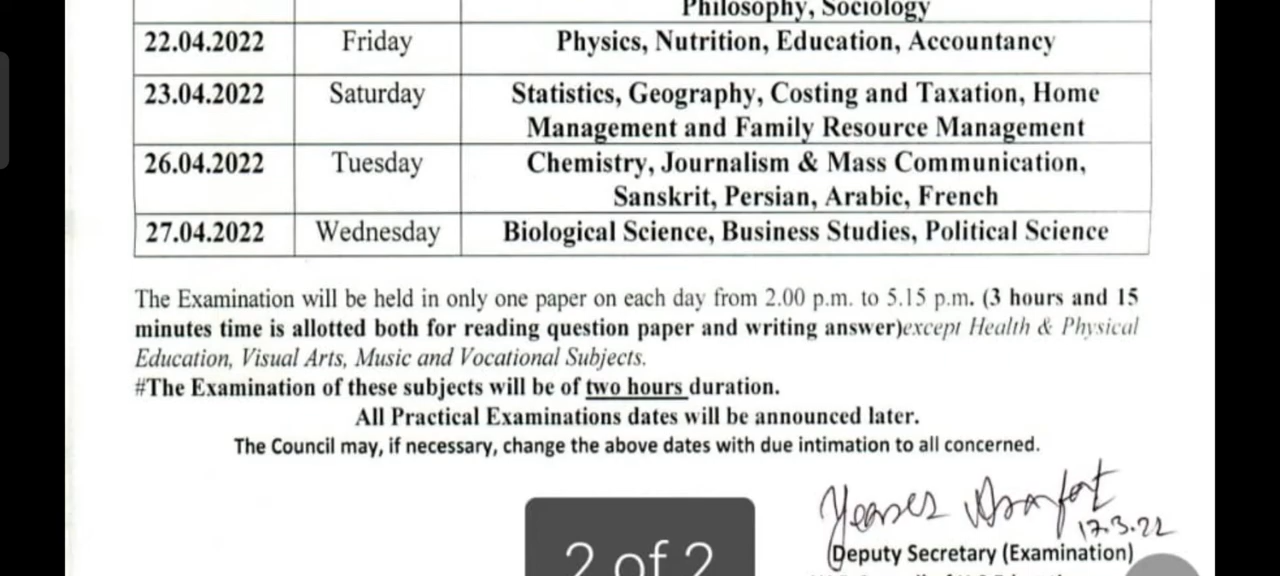 Philosophy, Sociology
22.04.2022 Friday Physics, Nutrition, Education, Accountancy
23.04.2022 Saturday Statistics, Geography, Costing and Taxation, Home
Management and Family Resource Management
26.04.2022 Tuesday Chemistry, Journalism & Mass Communication,
Sanskrit, Persian, Arabic, French
27.04.2022 Wednesday Biological Science, Business Studies, Political Science
The Examination will be held in only one paper on each day from 2.00 p.m. to 5.15 p.m. (3 hours and 15
minutes time is allotted both for reading question paper and writing answer)except Health & Physical
Education, Visual Arts, Music and Vocational Subjects.
#The Examination of these subjects will be of two hours duration.
All Practical Examinations dates will be announced later.
The Council may, if necessary, change the above dates with due intimation to all concerned.
17.3.22
Deputy Secretary (Examination)
2 of 2